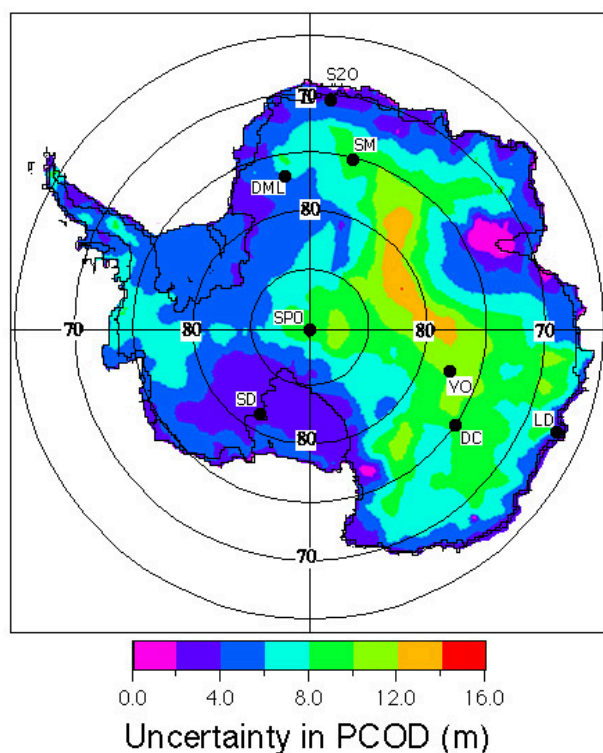 S2O
70
SM
DML
80
SPO
70
80
80
70
VO
SD
LD
DC
80
70
0.0 4.0 8.0 12.0 16.0
Uncertainty in PCOD (m)